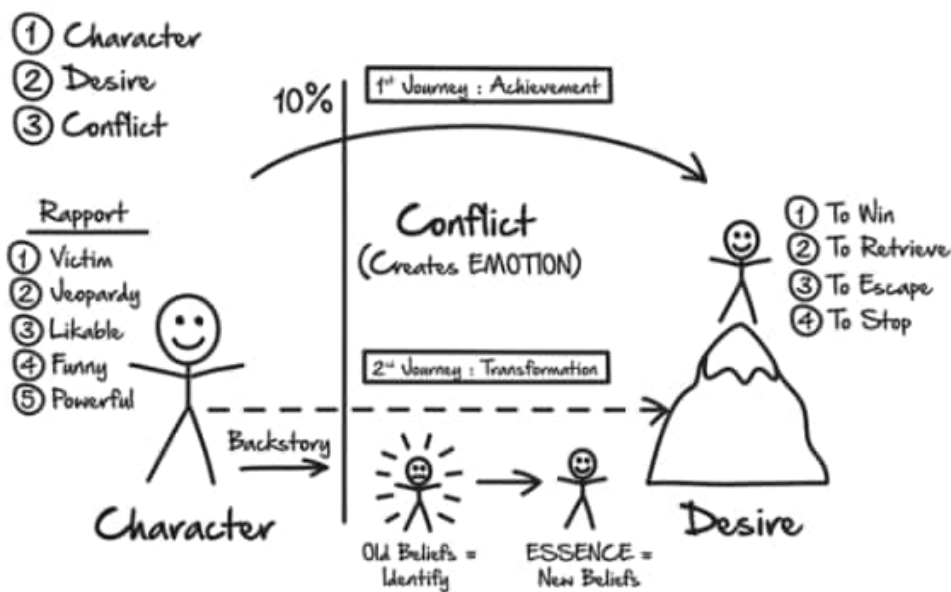 1 Character
2 Desire
3 Conflict
10%
1st Journey : Achievement
Rapport
1 Victim
2 Jeopardy
3 Likable
4 Funny
5 Powerful
Conflict
(Creates EMOTION)
1 To Win
2 To Retrieve
3 To Escape
4 To Stop
2nd Journey : Transformation
Backstory
Character
Old Beliefs =
Identify
ESSENCE =
New Beliefs
Desire